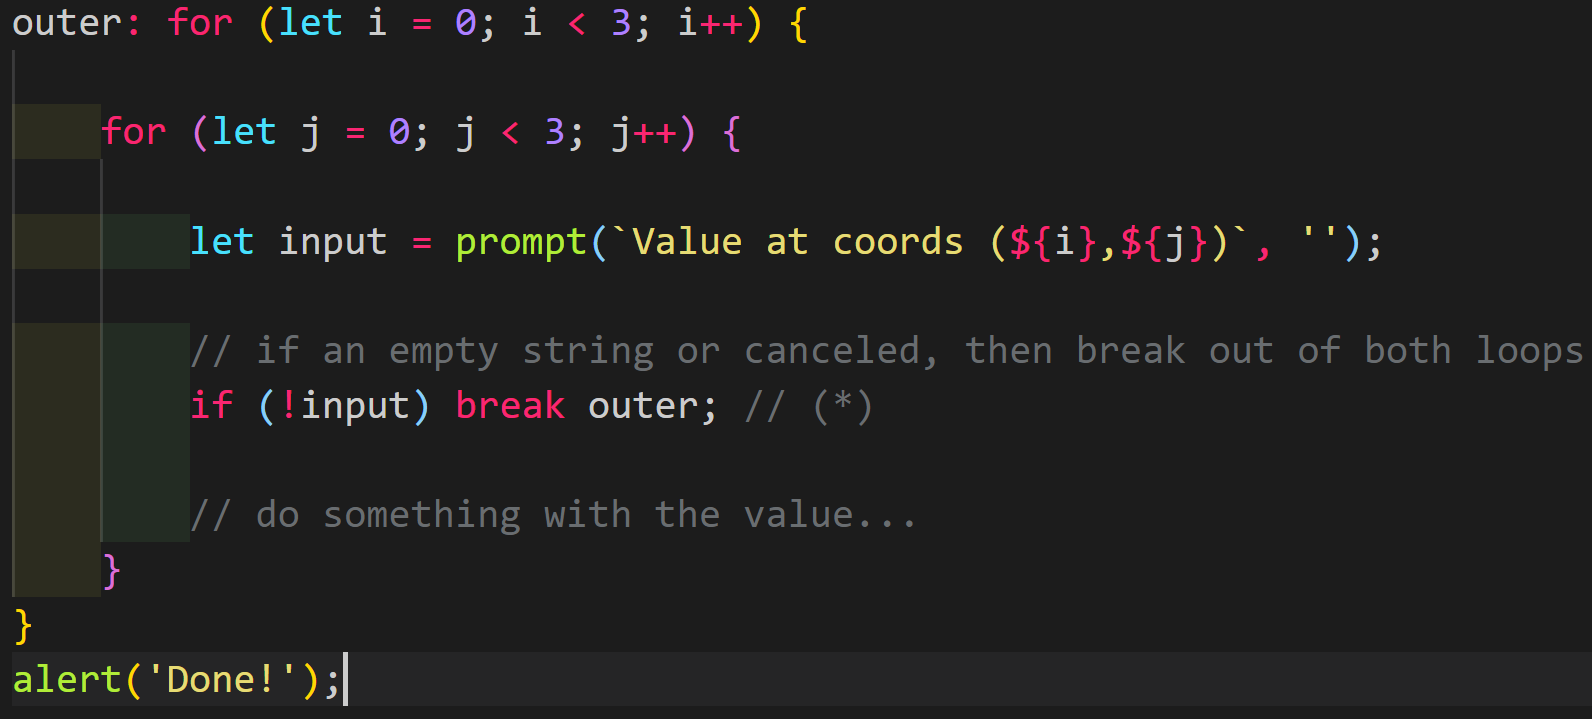 outer: for (let i = 0; i < 3; i++) {
for (let j = 0; j < 3; j++) {
let input = prompt(`Value at coords (${i},${j})`, '');
// if an empty string or canceled, then break out of both loops
if (!input) break outer; // (*)
// do something with the value...
}
}
alert('Done!');